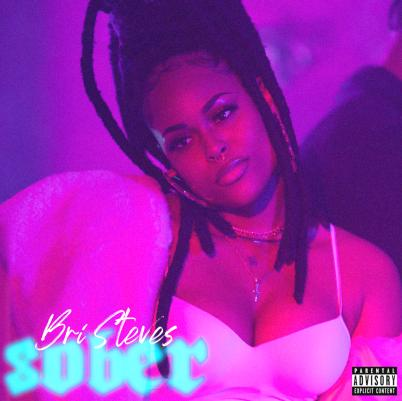 Bri Steves
sober
PARENTAL
ADVISORY
EXPLICIT CONTENT